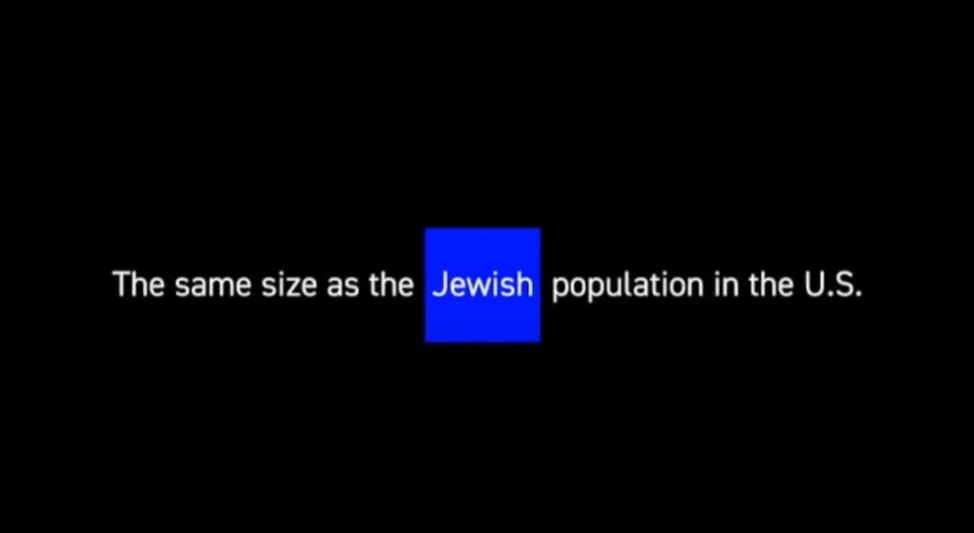 The same size as the Jewish population in the U.S.